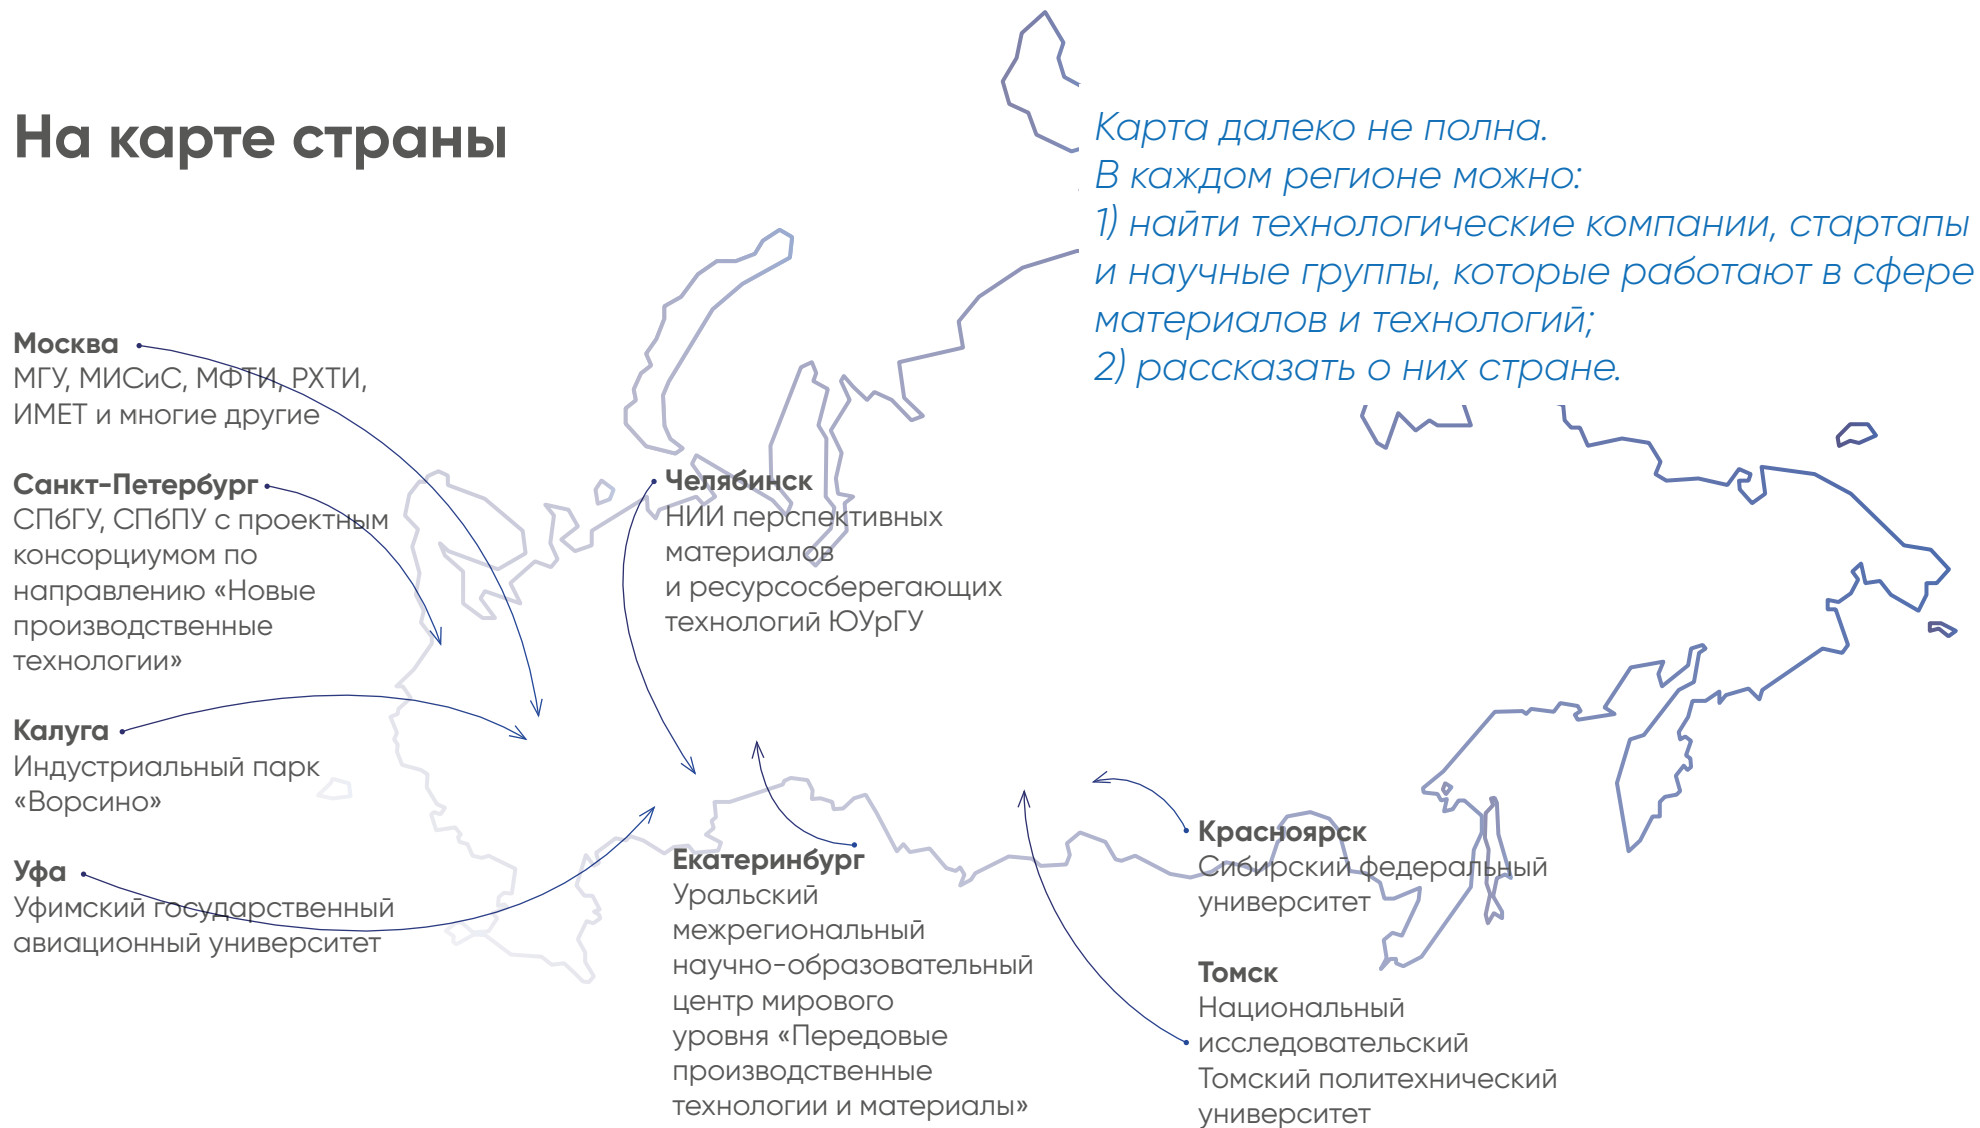 На карте страны
Карта далеко не полна.
В каждом регионе можно:
1) найти технологические компании, стартапы
и научные группы, которые работают в сфере
материалов и технологий;
2) рассказать о них стране.
Москва
МГУ, МИСиС, МФТИ, РХТИ,
ИМЕТ и многие другие
Санкт-Петербург
СПбГУ, СПбПУ с проектным
консорциумом по
направлению «Новые
производственные
технологии»
Калуга
Индустриальный парк
«Ворсино»
Уфа
Уфимский государственный
авиационный университет
Челябинск
НИИ перспективных
материалов
и ресурсосберегающих
технологий ЮУрГУ
Екатеринбург
Уральский
межрегиональный
научно-образовательный
центр мирового
уровня «Передовые
производственные
технологии и материалы»
Красноярск
Сибирский федеральный
университет
Томск
Национальный
исследовательский
Томский политехнический
университет